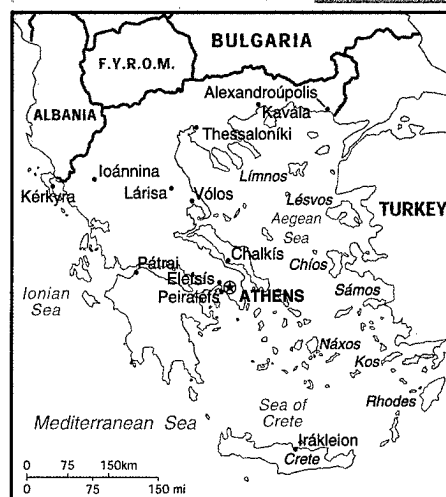 BULGARIA
F.Y.R.O.M.
Alexandroúpolis
Kavála
ALBANIA
Thessaloníki
Ioánnina
Límnos
Kérkyra
Lárisa
Vólos
Lésvos
TURKEY
Aegean
Sea
Chalkís
Pátrai
Chíos
Elefsís
Ionian
Sea
Peiraiéfs
ATHENS
Sámos
Náxos
Kos
Rhodes
Mediterranean Sea
Sea of
Crete
Irákleion
Crete
0 75 150km
0 75 150 mi